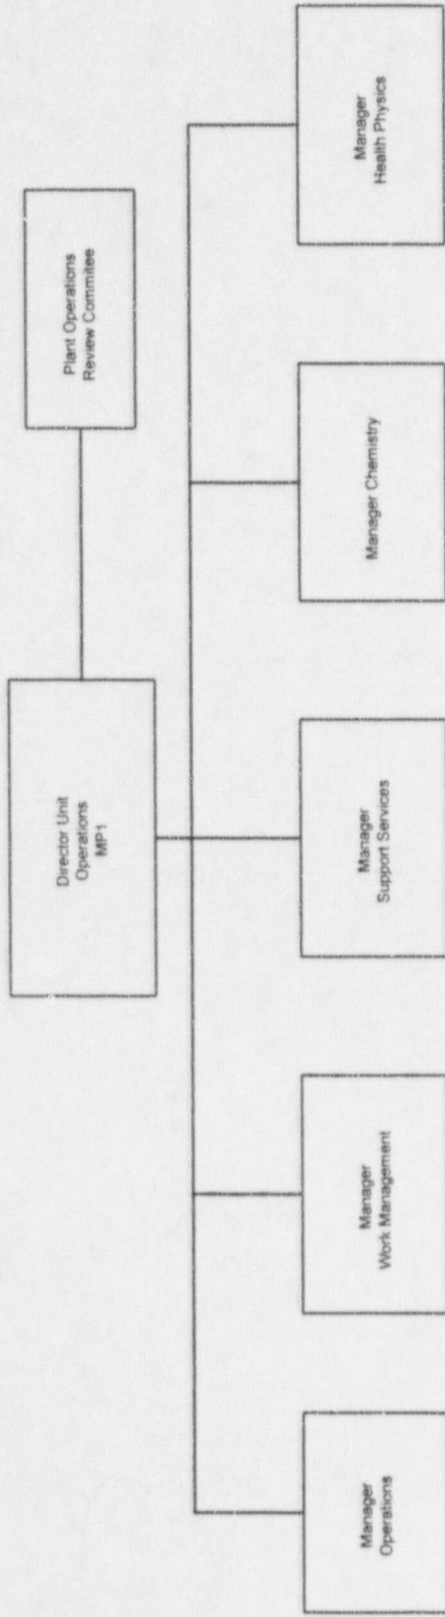 Director Unit
Operations
MP1
Plant Operations
Review Commitee
Manager
Operations
Manager
Work Management
Manager
Support Services
Manager Chemistry
Manager
Health Physics